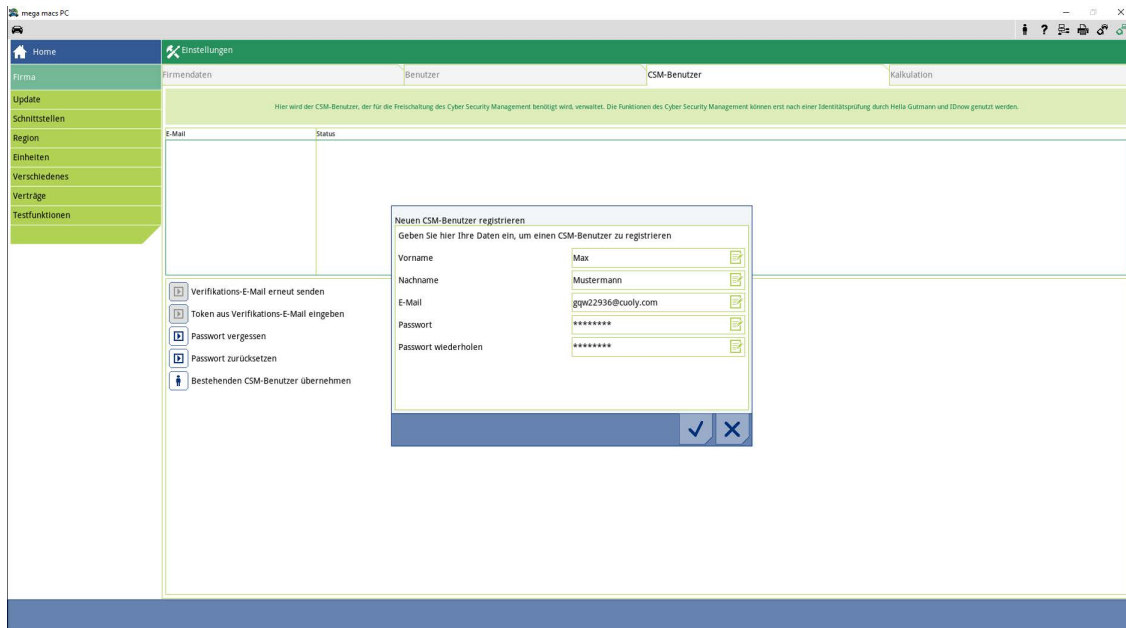 mega macs PC
Home
Einstellungen
Firma
Firmendaten
Benutzer
CSM-Benutzer
Kalkulation
Update
Schnittstellen
Region
Einheiten
Verschiedenes
Verträge
Testfunktionen
Hier wird der CSM-Benutzer, der für die Freischaltung des Cyber Security Management benötigt wird, verwaltet. Die Funktionen des Cyber Security Management können erst nach einer Identitätsprüfung durch Hella Gutmann und IDnow genutzt werden.
E-Mail
Status
Verifikations-E-Mail erneut senden
Token aus Verifikations-E-Mail eingeben
Passwort vergessen
Passwort zurücksetzen
Bestehenden CSM-Benutzer übernehmen
Neuen CSM-Benutzer registrieren
Geben Sie hier Ihre Daten ein, um einen CSM-Benutzer zu registrieren
Vorname Max
Nachname Mustermann
E-Mail gqw22936@cuoly.com
Passwort ********
Passwort wiederholen ********